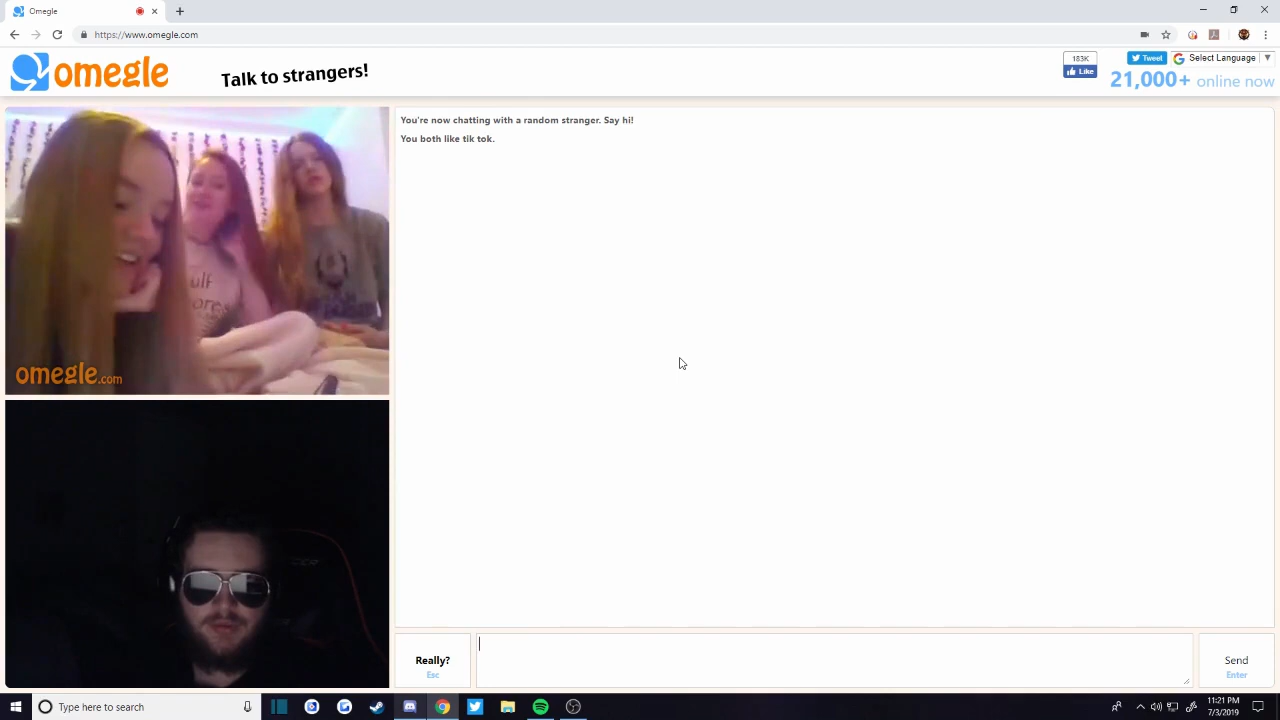 Omegle
https://www.omegle.com
omegle
Talk to strangers!
183K
Like
Tweet
Select Language
21,000+ online now
You're now chatting with a random stranger. Say hi!
You both like tik tok.
omegle.com
Really?
Esc
Send
Enter
Type here to search
11:21 PM
7/3/2019